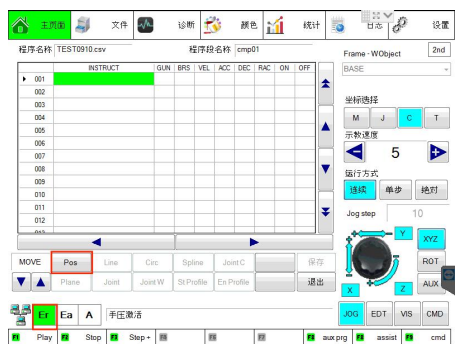 主页面 文件 诊断 颜色 统计 日志 设置
程序名称 TEST0910.csv 程序段名称 cmp01 Frame - WObject 2nd
INSTRUCT GUN BRS VEL ACC DEC RAC ON OFF BASE
001
002
003 坐标选择
004 M J C T
005 示教速度
006 5
007
008 运行方式
009 连续 单步 绝对
010
011 Jog step 10
012
Y XYZ
MOVE Pos Line Circ Spline Joint C 保存 ROT
Plane Joint Joint W St Profile En Profile 退出 X Z AUX
Er Ea A 手压激活 JOG EDT VIS CMD
F1 Play F2 Stop F3 Step + F4 F5 F6 F7 F8 aux prg F9 assist F10 cmd